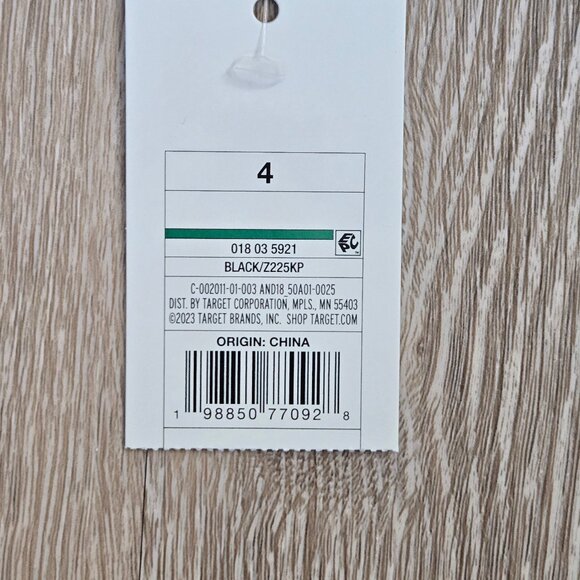 4
018 03 5921
EPC
BLACK/Z225KP
C-002011-01-003 AND18 50A01-0025
DIST. BY TARGET CORPORATION, MPLS., MN 55403
©2023 TARGET BRANDS, INC. SHOP TARGET.COM
ORIGIN: CHINA
1 98850 77092 8